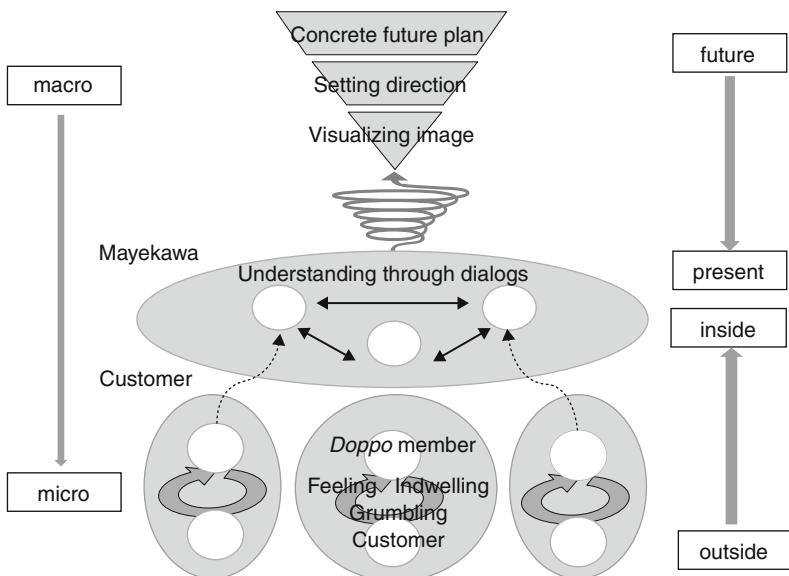 Concrete future plan
future
macro
Setting direction
Visualizing image
Mayekawa
present
Understanding through dialogs
inside
Customer
Doppo member
micro
Feeling Indwelling
Grumbling
Customer
outside